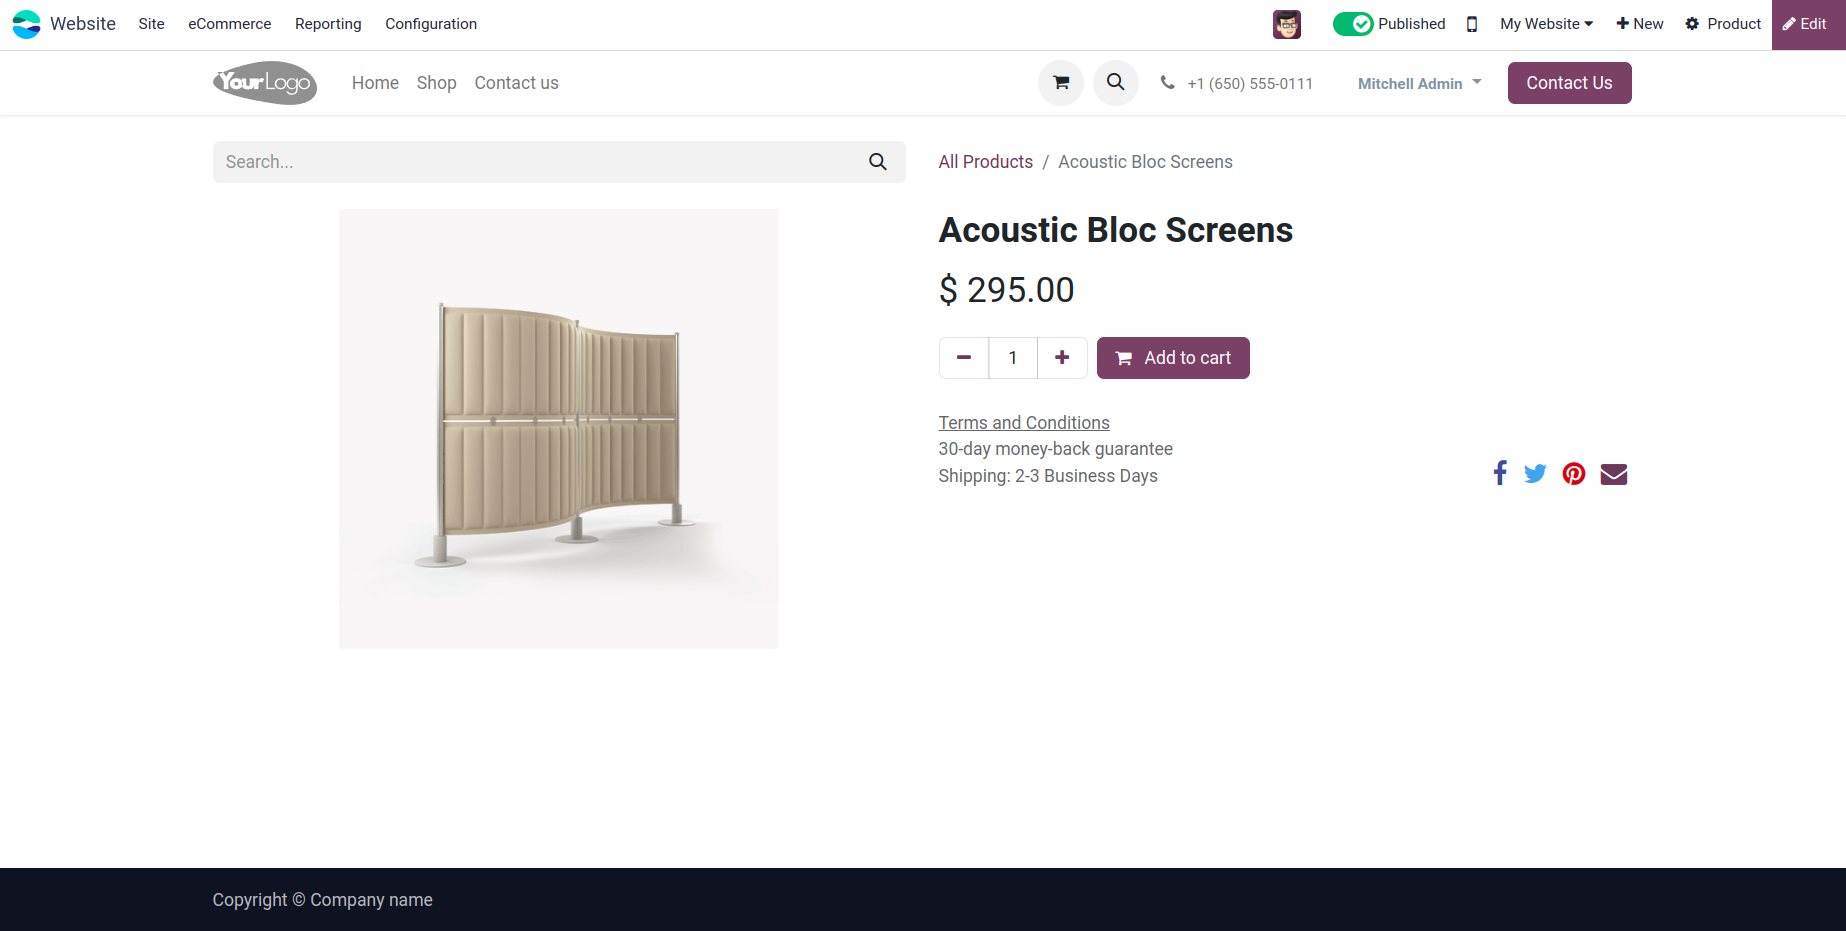 Website Site eCommerce Reporting Configuration Published My Website New Product Edit
YourLogo Home Shop Contact us +1 (650) 555-0111 Mitchell Admin Contact Us
Search... All Products / Acoustic Bloc Screens
Acoustic Bloc Screens
$ 295.00
1 Add to cart
Terms and Conditions
30-day money-back guarantee
Shipping: 2-3 Business Days
Copyright © Company name